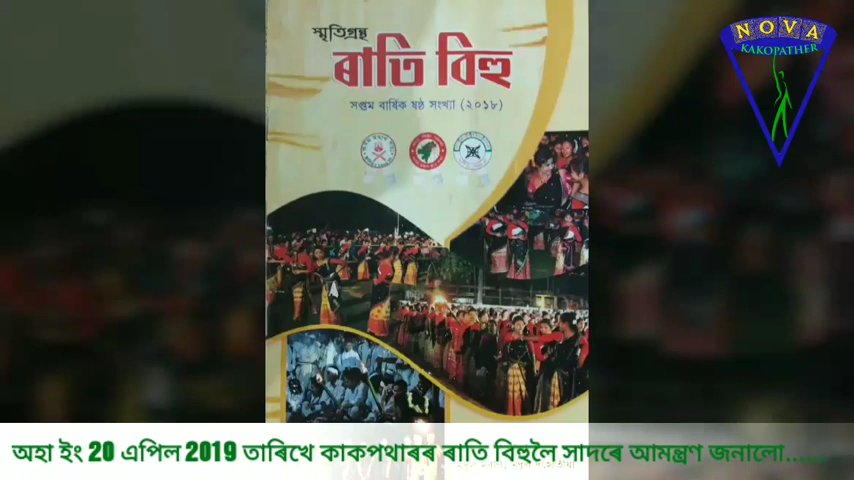 স্মৃতিগ্ৰন্থ
ৰাতি বিহু
সপ্তম বাৰ্ষিক ষষ্ঠ সংখ্যা (২০১৮)
NOVA
KAKOPATHER
অহা ইং 20 এপ্ৰিল 2019 তাৰিখে কাকপথাৰৰ ৰাতি বিহুলৈ সাদৰে আমন্ত্ৰণ জনালো......